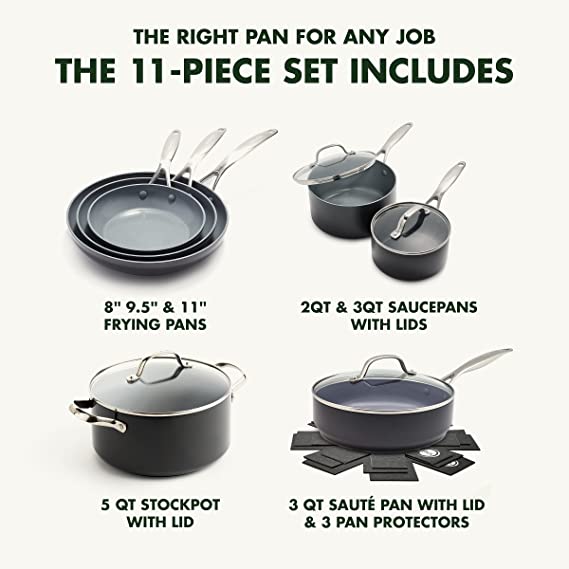 THE RIGHT PAN FOR ANY JOB
THE 11-PIECE SET INCLUDES
8" 9.5" & 11"
FRYING PANS
2QT & 3QT SAUCEPANS
WITH LIDS
5 QT STOCKPOT
WITH LID
3 QT SAUTÉ PAN WITH LID
& 3 PAN PROTECTORS